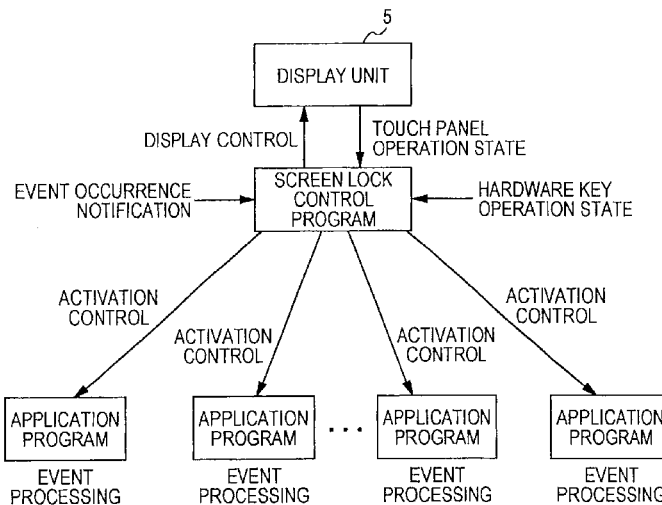 5
DISPLAY UNIT
DISPLAY CONTROL
TOUCH PANEL
OPERATION STATE
EVENT OCCURRENCE
NOTIFICATION
SCREEN LOCK
CONTROL
PROGRAM
HARDWARE KEY
OPERATION STATE
ACTIVATION
CONTROL
ACTIVATION
CONTROL
ACTIVATION
CONTROL
ACTIVATION
CONTROL
APPLICATION
PROGRAM
APPLICATION
PROGRAM
...
APPLICATION
PROGRAM
APPLICATION
PROGRAM
EVENT
PROCESSING
EVENT
PROCESSING
EVENT
PROCESSING
EVENT
PROCESSING